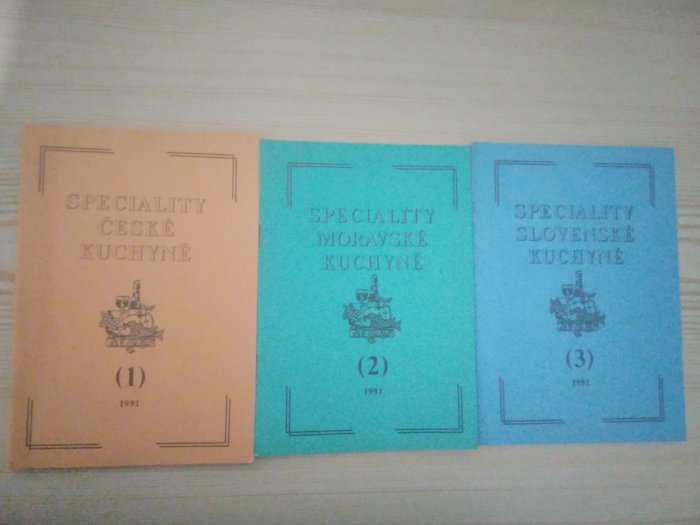 SPECIALITY
ČESKÉ
KUCHYNĚ
(1)
1991
SPECIALITY
MORAVSKÉ
KUCHYNĚ
(2)
1991
SPECIALITY
SLOVENSKÉ
KUCHYNĚ
(3)
1991